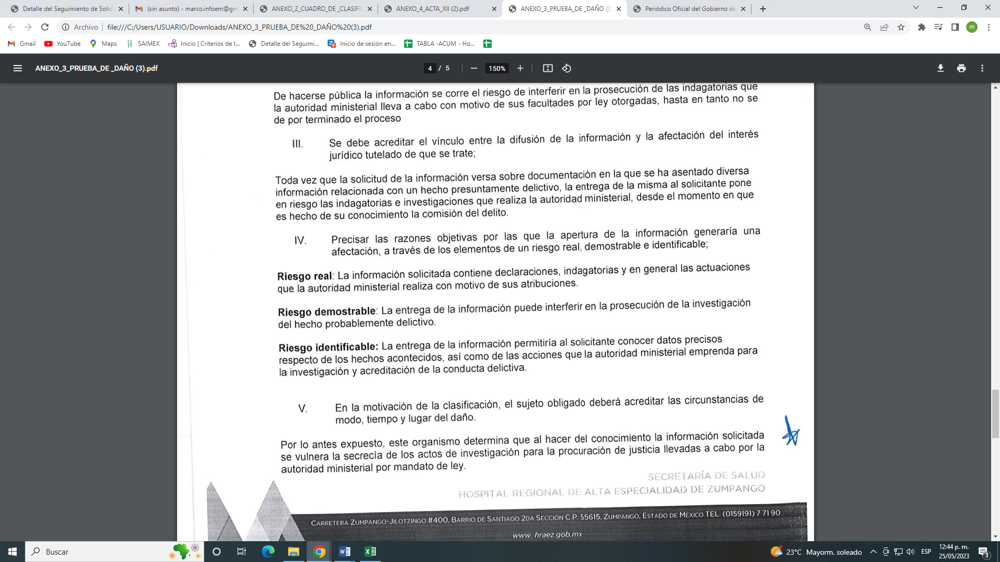 Detalle del Seguimiento de Solici
(sin asunto) - marco.infoem@gm
ANEXO_2_CUADRO_DE _CLASIFI
ANEXO_4_ACTA_XII (2).pdf
ANEXO_3_PRUEBA_DE _DAÑO (3
Periódico Oficial del Gobierno de
Archivo
file:///C:/Users/USUARIO/Downloads/ANEXO_3_PRUEBA_DE%20_DAÑO%20(3).pdf
m
Gmail
YouTube
Maps
SAIMEX
Inicio | Criterios de I...
Detalle del Seguimi...
Inicio de sesión en...
TABLA -ACUM - Ho...
ANEXO_3_PRUEBA_DE _DAÑO (3).pdf
4 / 5
150%
De hacerse pública la información se corre el riesgo de interferir en la prosecución de las indagatorias que
la autoridad ministerial lleva a cabo con motivo de sus facultades por ley otorgadas, hasta en tanto no se
de por terminado el proceso
III. Se debe acreditar el vínculo entre la difusión de la información y la afectación del interés
jurídico tutelado de que se trate;
Toda vez que la solicitud de la información versa sobre documentación en la que se ha asentado diversa
información relacionada con un hecho presuntamente delictivo, la entrega de la misma al solicitante pone
en riesgo las indagatorias e investigaciones que realiza la autoridad ministerial, desde el momento en que
es hecho de su conocimiento la comisión del delito.
IV. Precisar las razones objetivas por las que la apertura de la información generaría una
afectación, a través de los elementos de un riesgo real, demostrable e identificable;
Riesgo real: La información solicitada contiene declaraciones, indagatorias y en general las actuaciones
que la autoridad ministerial realiza con motivo de sus atribuciones.
Riesgo demostrable: La entrega de la información puede interferir en la prosecución de la investigación
del hecho probablemente delictivo.
Riesgo identificable: La entrega de la información permitiría al solicitante conocer datos precisos
respecto de los hechos acontecidos, así como de las acciones que la autoridad ministerial emprenda para
la investigación y acreditación de la conducta delictiva.
V. En la motivación de la clasificación, el sujeto obligado deberá acreditar las circunstancias de
modo, tiempo y lugar del daño.
Por lo antes expuesto, este organismo determina que al hacer del conocimiento la información solicitada
se vulnera la secrecía de los actos de investigación para la procuración de justicia llevadas a cabo por la
autoridad ministerial por mandato de ley.
SECRETARÍA DE SALUD
HOSPITAL REGIONAL DE ALTA ESPECIALIDAD DE ZUMPANGO
CARRETERA ZUMPANGO-JILOTZINGO #400, BARRIO DE SANTIAGO 2DA SECCIÓN C.P. 55615, ZUMPANGO, ESTADO DE MÉXICO TEL. (0159191) 7 71 90
www. hraez.gob.mx
Buscar
23°C Mayorm. soleado
ESP
12:44 p. m.
25/05/2023
3